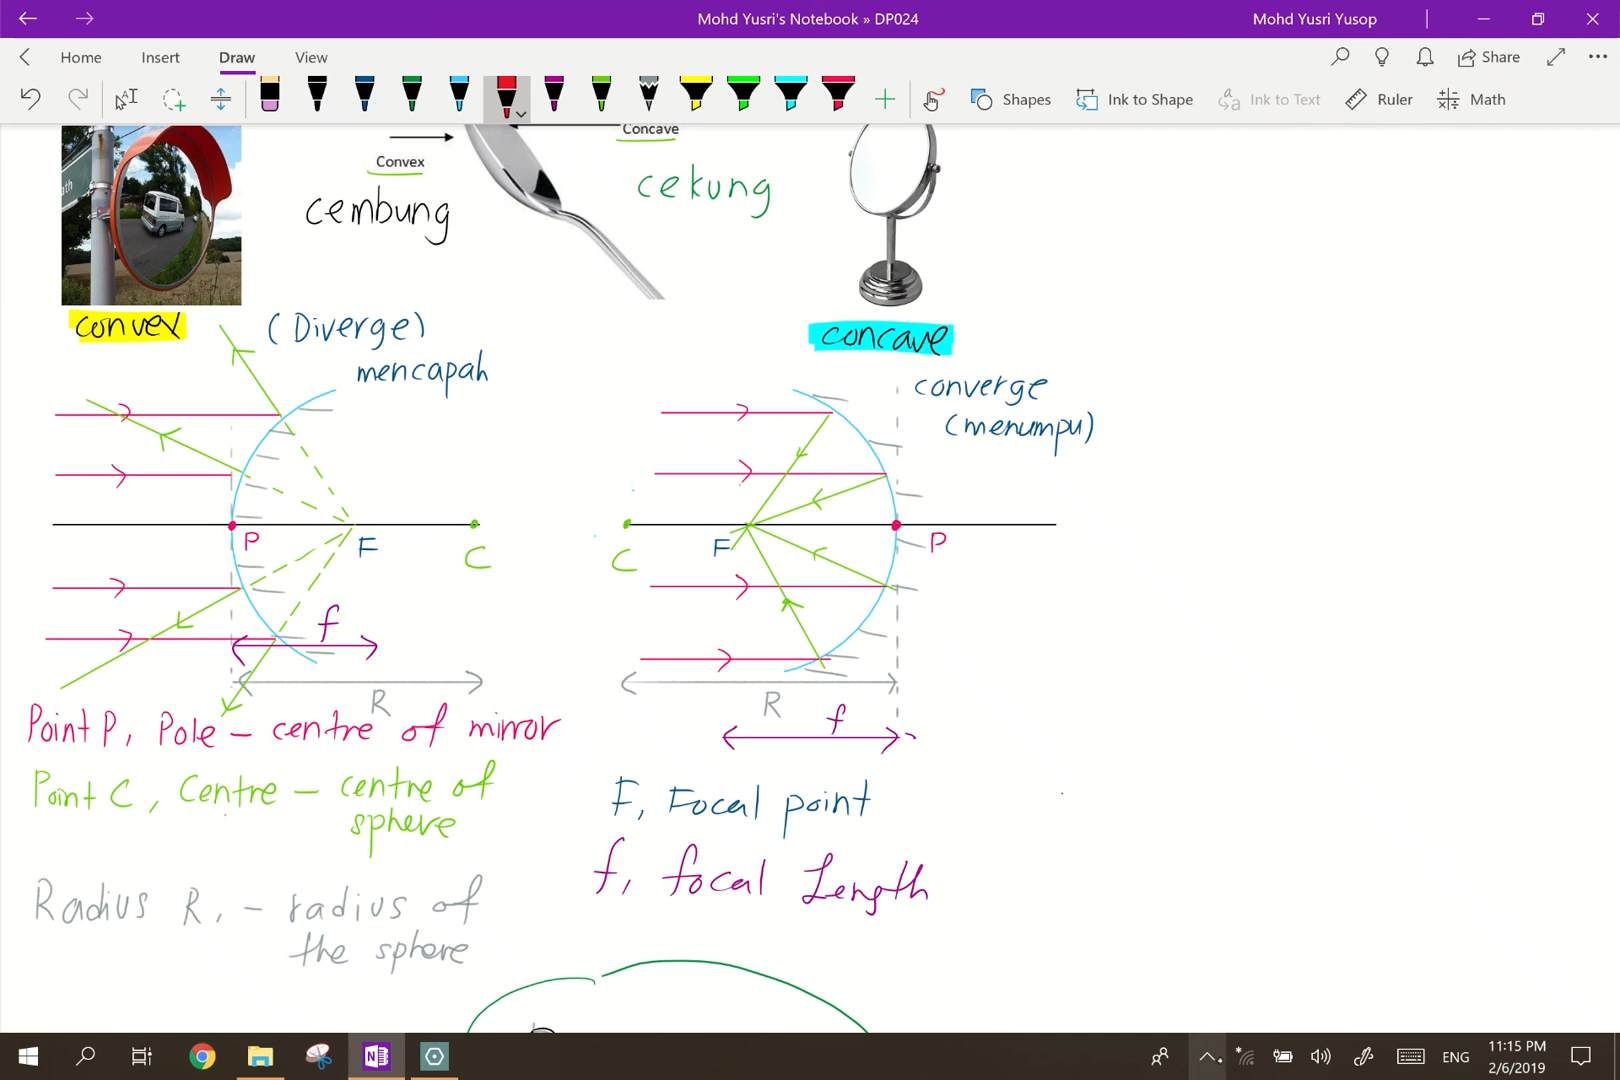 Mohd Yusri's Notebook » DP024
Mohd Yusri Yusop
Home
Insert
Draw
View
Share
Shapes
Ink to Shape
Ink to Text
Ruler
Math
Convex
Concave
cembung
cekung
convex
(Diverge)
mencapah
concave
converge
(menumpu)
P
F
C
f
R
C
F
P
R
f
Point P, Pole - centre of mirror
Point C, Centre - centre of
sphere
Radius R, - radius of
the sphere
F, Focal point
f, focal Length
ENG
11:15 PM
2/6/2019